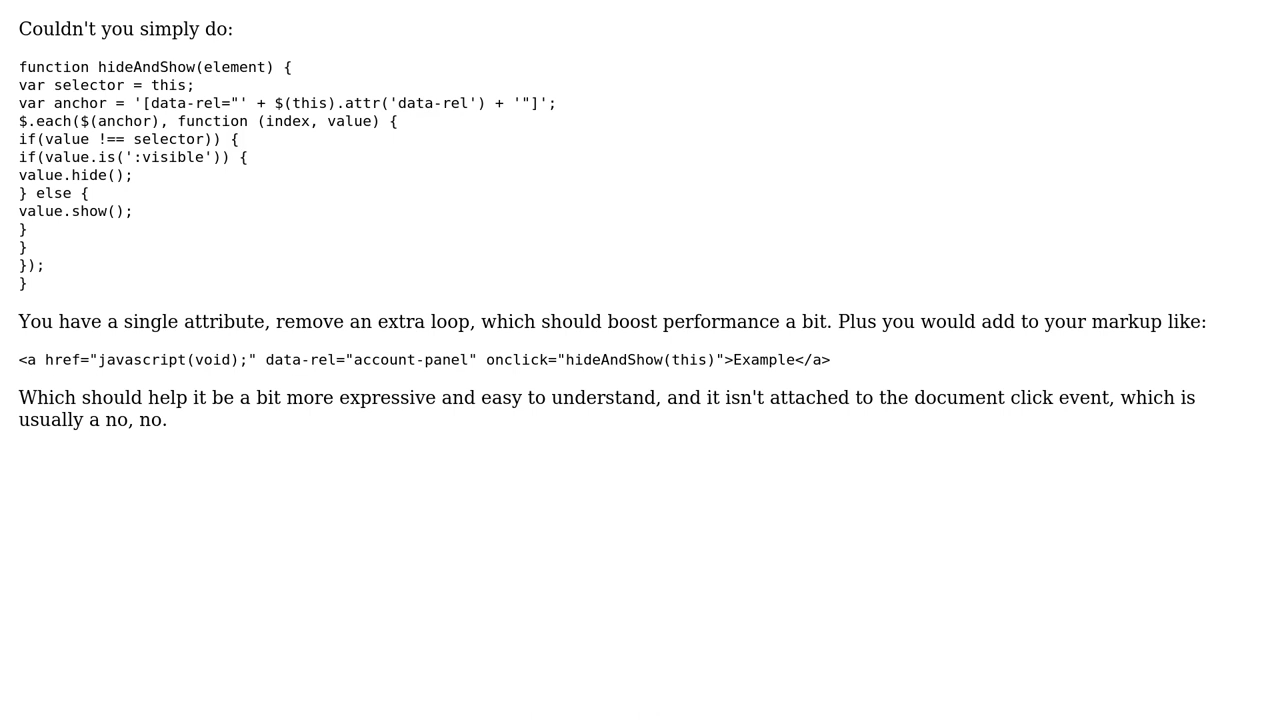 Couldn't you simply do:
function hideAndShow(element) {
var selector = this;
var anchor = '[data-rel="' + $(this).attr('data-rel') + '"]';
$.each($(anchor), function (index, value) {
if(value !== selector)) {
if(value.is(':visible')) {
value.hide();
} else {
value.show();
}
}
});
}
You have a single attribute, remove an extra loop, which should boost performance a bit. Plus you would add to your markup like:
<a href="javascript(void);" data-rel="account-panel" onclick="hideAndShow(this)">Example</a>
Which should help it be a bit more expressive and easy to understand, and it isn't attached to the document click event, which is
usually a no, no.